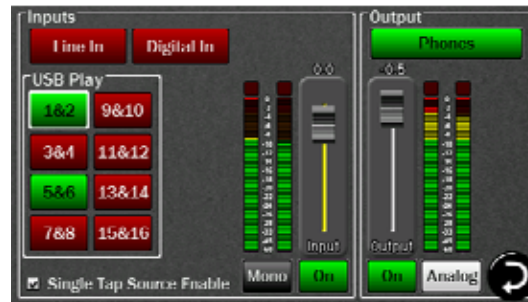 Inputs
Line In
Digital In
USB Play
1&2
9&10
3&4
11&12
5&6
13&14
7&8
15&16
Single Tap Source Enable
0.0
Input
Mono
On
Output
Phones
-0.5
Output
On
Analog